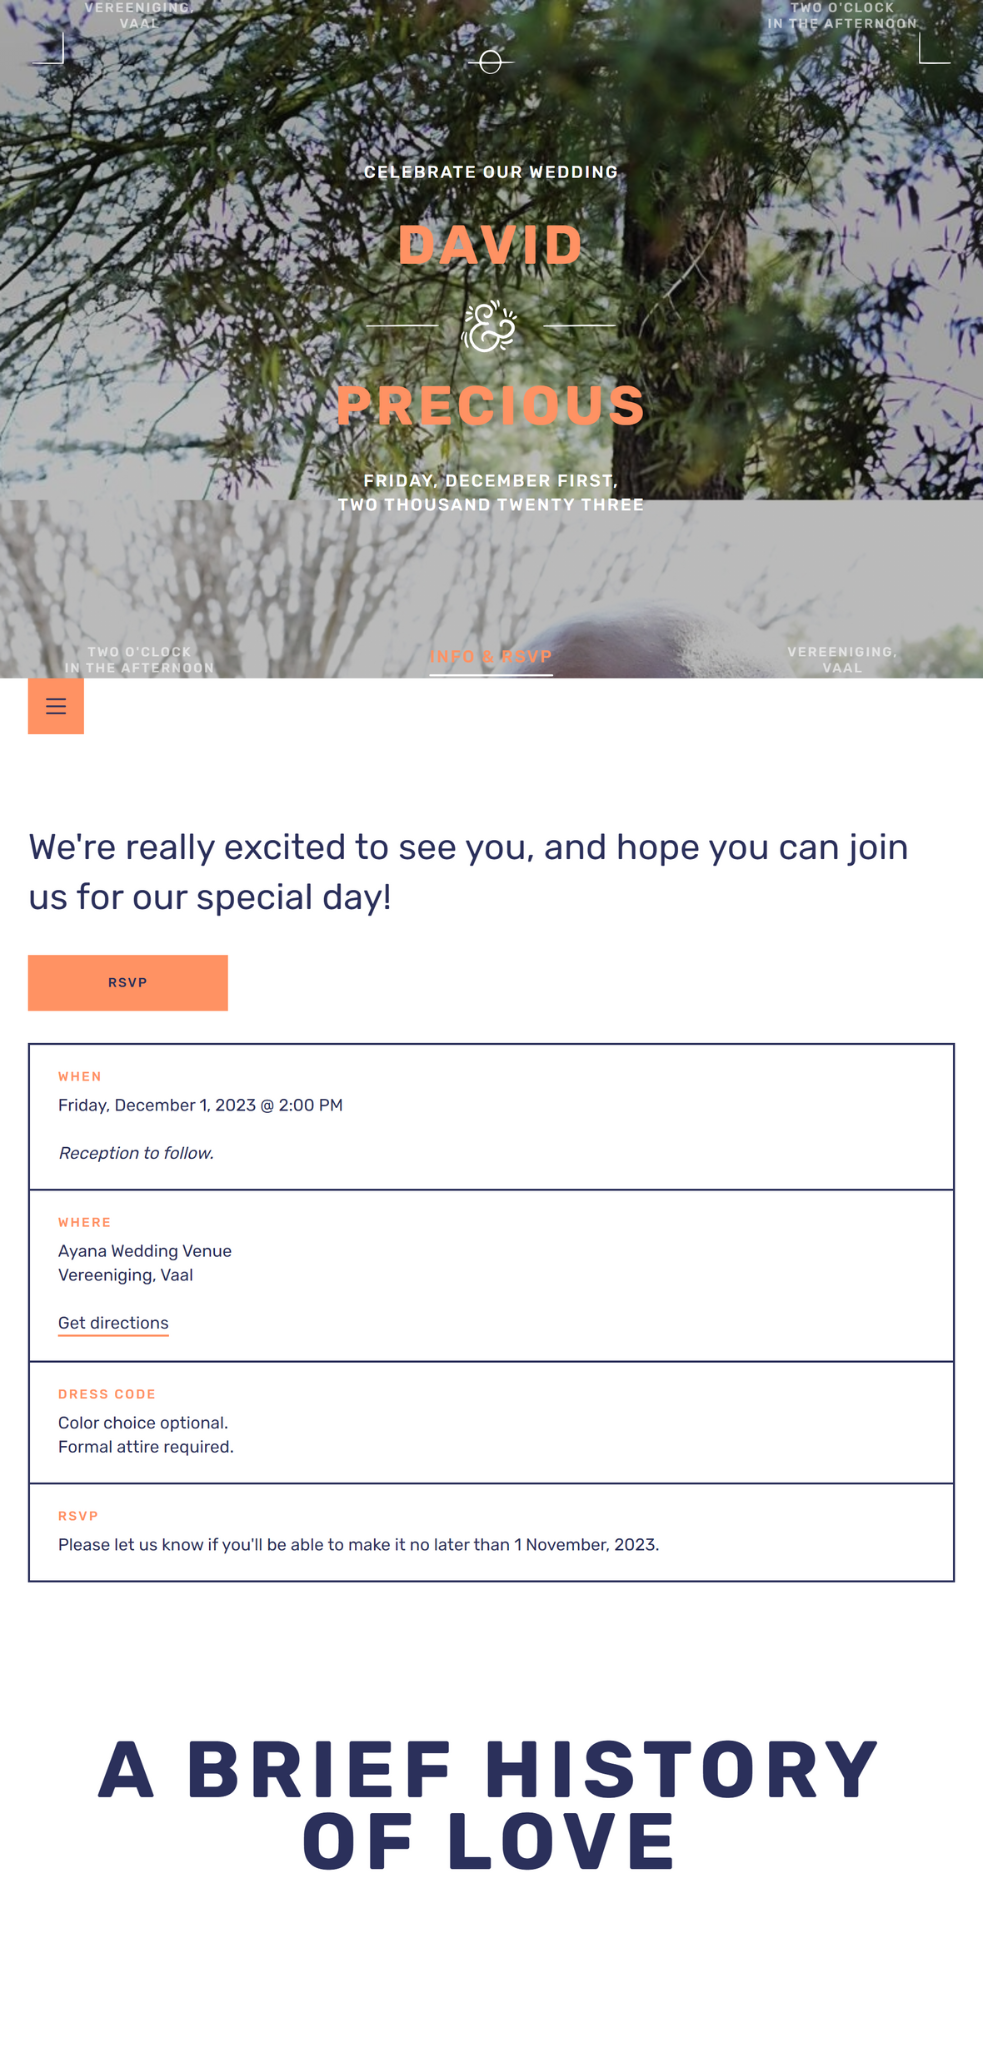 VEREENIGING,
VAAL
TWO O'CLOCK
IN THE AFTERNOON
CELEBRATE OUR WEDDING
DAVID
&
PRECIOUS
FRIDAY, DECEMBER FIRST,
TWO THOUSAND TWENTY THREE
TWO O'CLOCK
IN THE AFTERNOON
INFO & RSVP
VEREENIGING,
VAAL
We're really excited to see you, and hope you can join
us for our special day!
RSVP
WHEN
Friday, December 1, 2023 @ 2:00 PM
Reception to follow.
WHERE
Ayana Wedding Venue
Vereeniging, Vaal
Get directions
DRESS CODE
Color choice optional.
Formal attire required.
RSVP
Please let us know if you'll be able to make it no later than 1 November, 2023.
A BRIEF HISTORY
OF LOVE